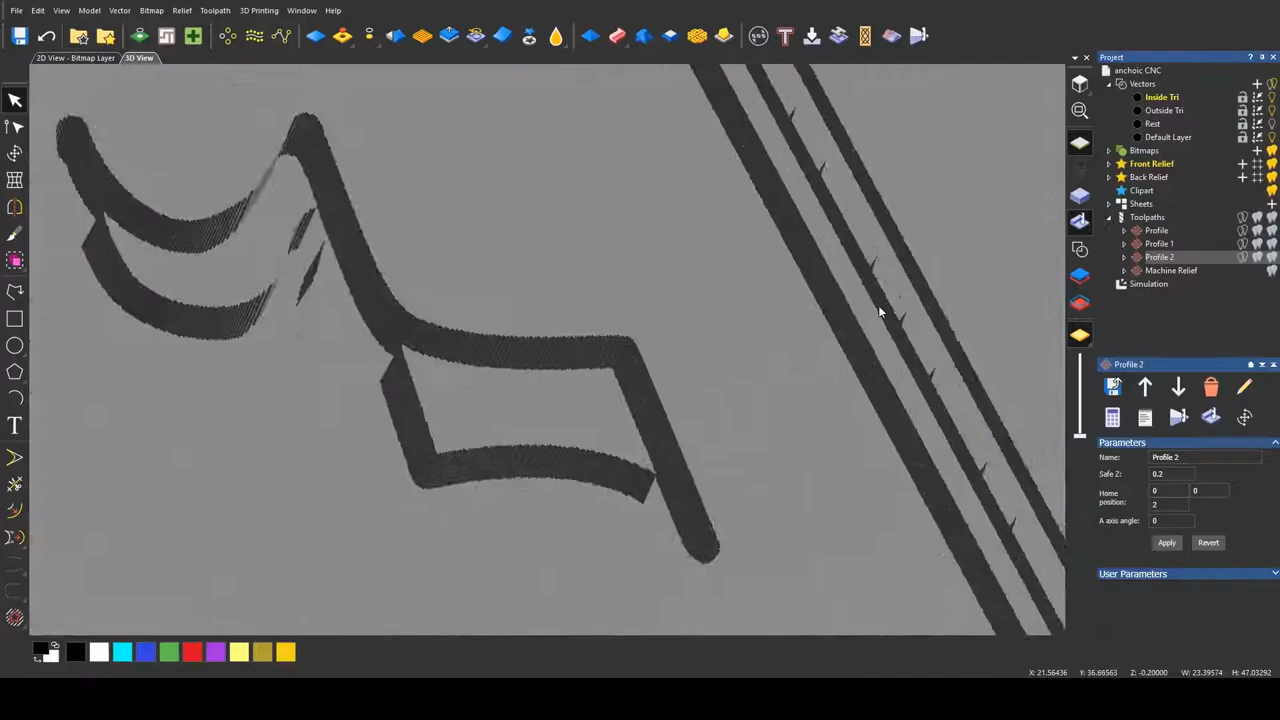 File Edit View Model Vector Bitmap Relief Toolpath 3D Printing Window Help
2D View - Bitmap Layer 3D View
Project
anchoic CNC
Vectors
Inside Tri
Outside Tri
Rest
Default Layer
Bitmaps
Front Relief
Back Relief
Clipart
Sheets
Toolpaths
Profile
Profile 1
Profile 2
Machine Relief
Simulation
Profile 2
Parameters
Name: Profile 2
Safe Z: 0.2
Home position: 0 0
2
A axis angle: 0
Apply Revert
User Parameters
X: 21.56436 Y: 36.86563 Z: -0.20000 W: 23.39574 H: 47.03292